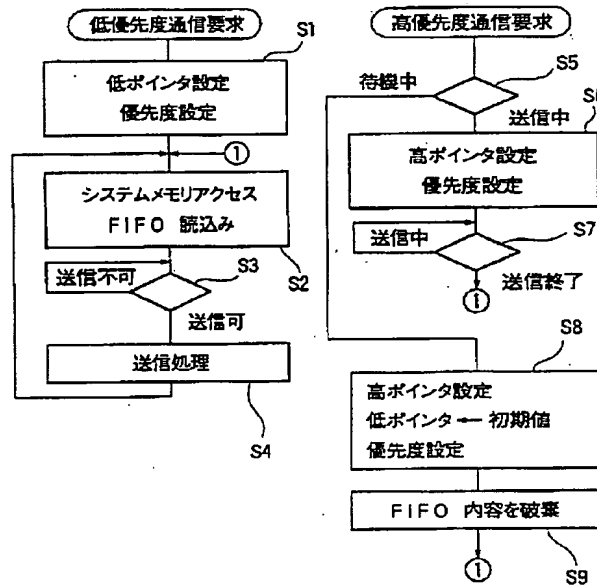 低優先度通信要求
S1
低ポインタ設定
優先度設定
①
システムメモリアクセス
FIFO 読込み
S2
送信不可
S3
送信可
送信処理
S4
高優先度通信要求
S5
待機中
送信中
S6
高ポインタ設定
優先度設定
送信中
S7
送信終了
①
S8
高ポインタ設定
低ポインタ ← 初期値
優先度設定
FIFO 内容を破棄
①
S9